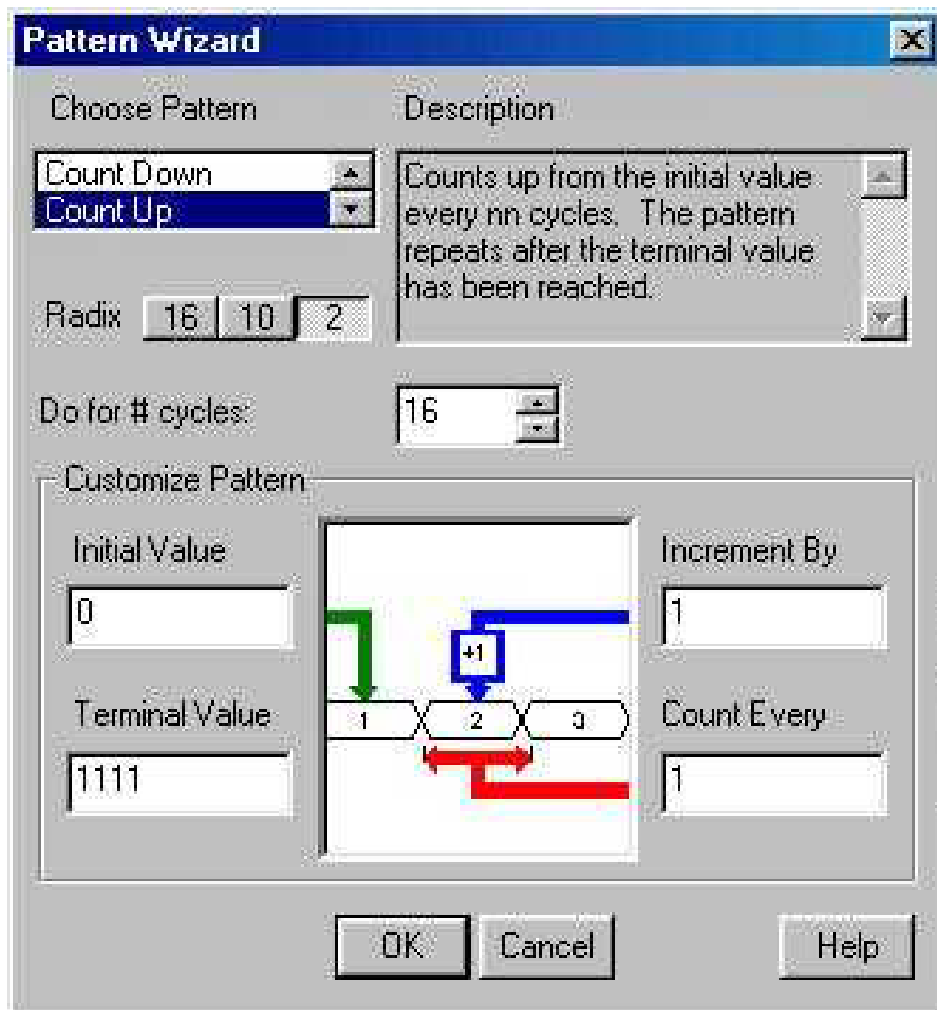 Pattern Wizard
Choose Pattern
Description
Count Down
Count Up
Counts up from the initial value
every nn cycles. The pattern
repeats after the terminal value
has been reached.
Radix 16 10 2
Do for # cycles: 16
Customize Pattern
Initial Value
0
Increment By
1
+1
1 2 3
Terminal Value
1111
Count Every
1
OK Cancel Help